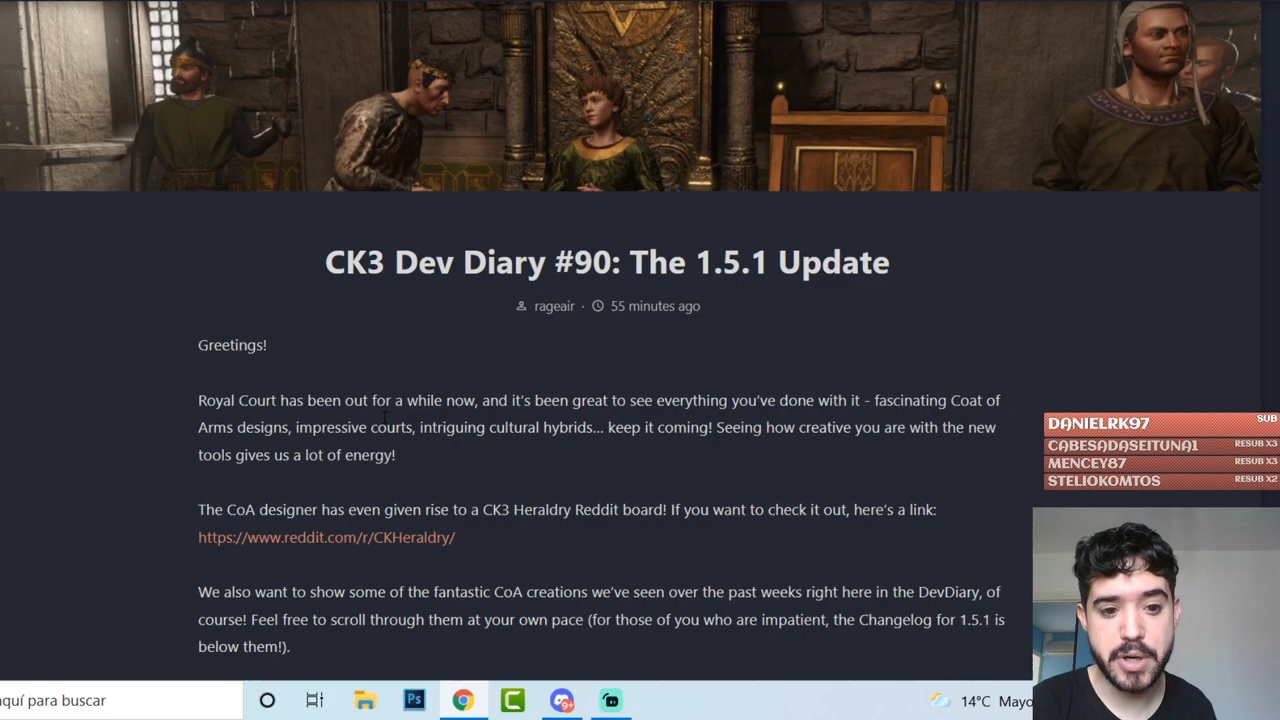 CK3 Dev Diary #90: The 1.5.1 Update
rageair · 55 minutes ago
Greetings!
Royal Court has been out for a while now, and it's been great to see everything you've done with it - fascinating Coat of
Arms designs, impressive courts, intriguing cultural hybrids... keep it coming! Seeing how creative you are with the new
tools gives us a lot of energy!
The CoA designer has even given rise to a CK3 Heraldry Reddit board! If you want to check it out, here's a link:
https://www.reddit.com/r/CKHeraldry/
We also want to show some of the fantastic CoA creations we've seen over the past weeks right here in the DevDiary, of
course! Feel free to scroll through them at your own pace (for those of you who are impatient, the Changelog for 1.5.1 is
below them!).
DANIELRK97 SUB
CABESADASEITUNA1 RESUB X3
MENCEY87 RESUB X3
STELIOKOMTOS RESUB X2
aquí para buscar
Ps
9+
14°C Mayo